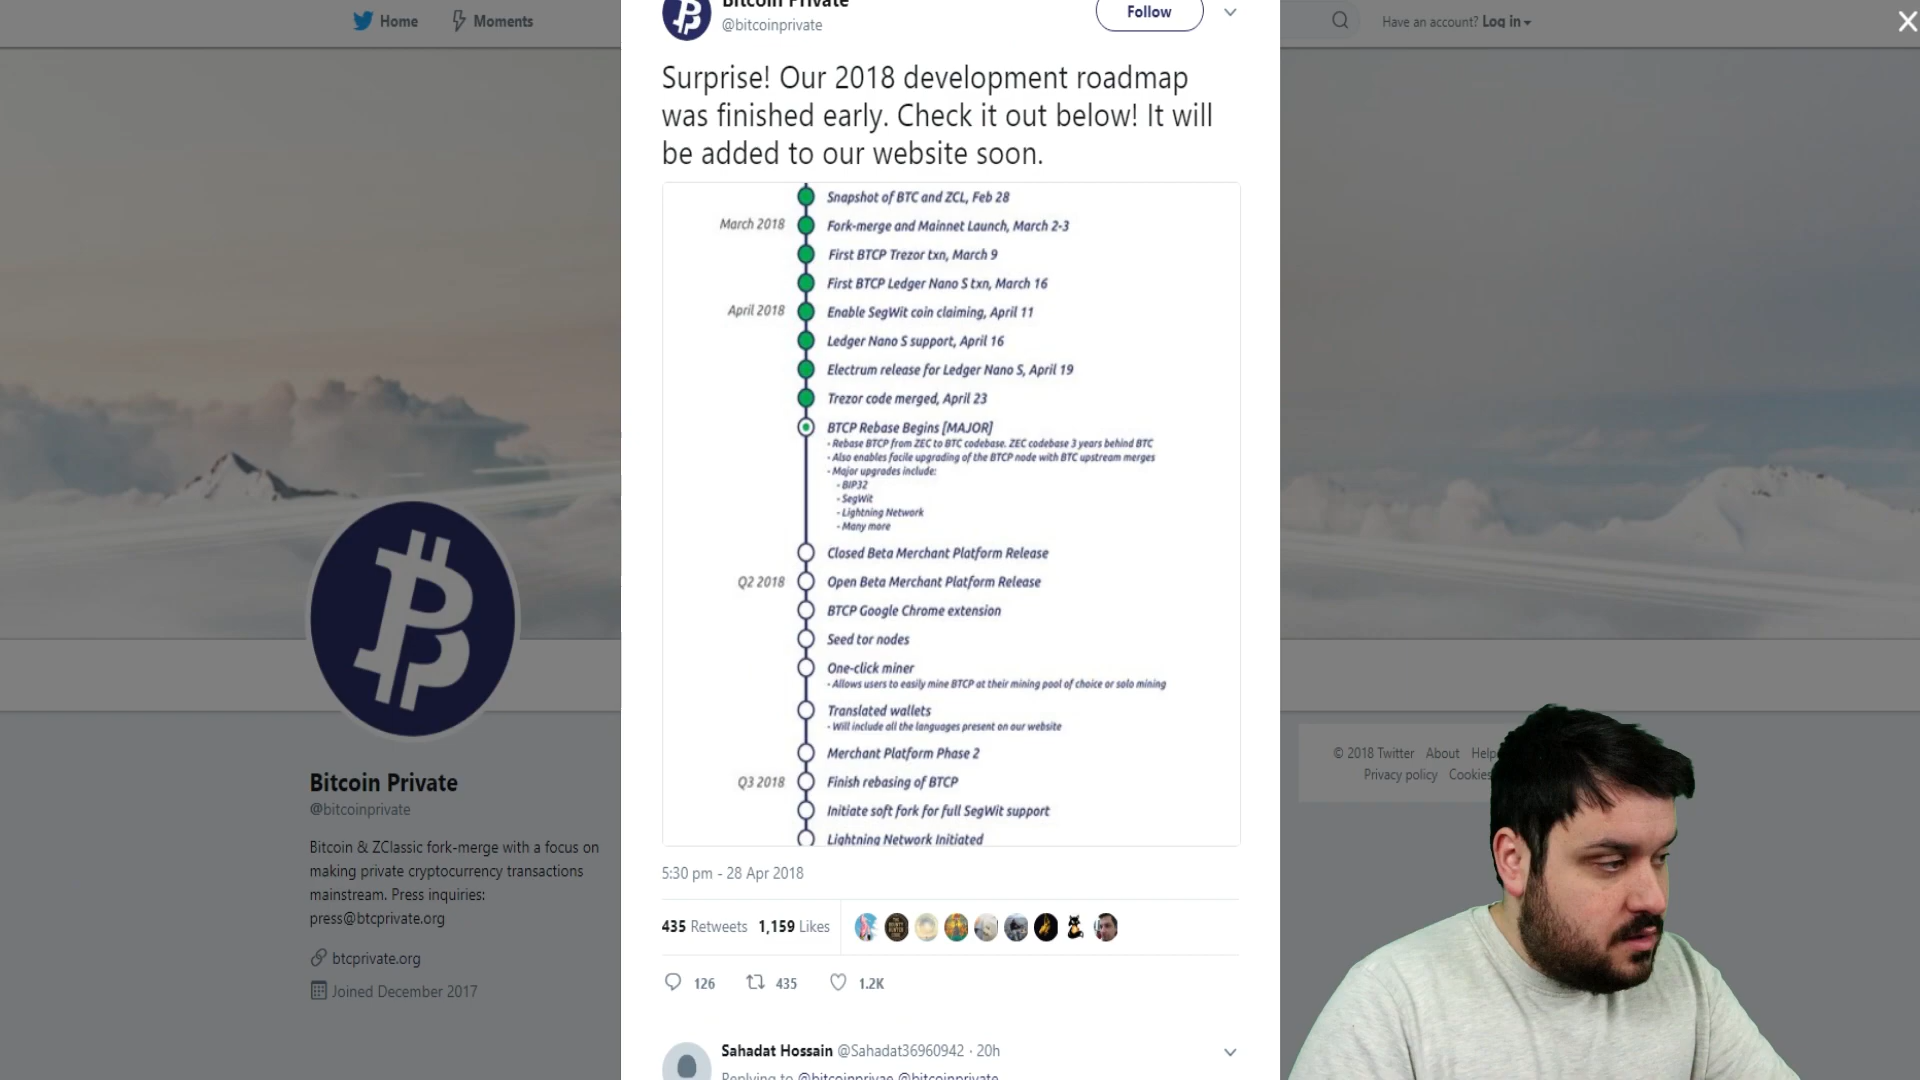 Home
Moments
Have an account? Log in
Bitcoin Private
@bitcoinprivate
Follow
Surprise! Our 2018 development roadmap
was finished early. Check it out below! It will
be added to our website soon.
Snapshot of BTC and ZCL, Feb 28
March 2018
Fork-merge and Mainnet Launch, March 2-3
First BTCP Trezor txn, March 9
First BTCP Ledger Nano S txn, March 16
April 2018
Enable SegWit coin claiming, April 11
Ledger Nano S support, April 16
Electrum release for Ledger Nano S, April 19
Trezor code merged, April 23
BTCP Rebase Begins [MAJOR]
- Rebase BTCP from ZEC to BTC codebase. ZEC codebase 3 years behind BTC
- Also enables facile upgrading of the BTCP node with BTC upstream merges
- Major upgrades include:
- BIP32
- SegWit
- Lightning Network
- Many more
Closed Beta Merchant Platform Release
Q2 2018
Open Beta Merchant Platform Release
BTCP Google Chrome extension
Seed tor nodes
One-click miner
- Allows users to easily mine BTCP at their mining pool of choice or solo mining
Translated wallets
- Will include all the languages present on our website
Merchant Platform Phase 2
Q3 2018
Finish rebasing of BTCP
Initiate soft fork for full SegWit support
Lightning Network Initiated
5:30 pm - 28 Apr 2018
435 Retweets 1,159 Likes
126 435 1.2K
Sahadat Hossain @Sahadat36960942 · 20h
Replying to @bitcoinprivae @bitcoinprivate
Bitcoin Private
@bitcoinprivate
Bitcoin & ZClassic fork-merge with a focus on
making private cryptocurrency transactions
mainstream. Press inquiries:
press@btcprivate.org
btcprivate.org
Joined December 2017
© 2018 Twitter About Help
Privacy policy Cookies